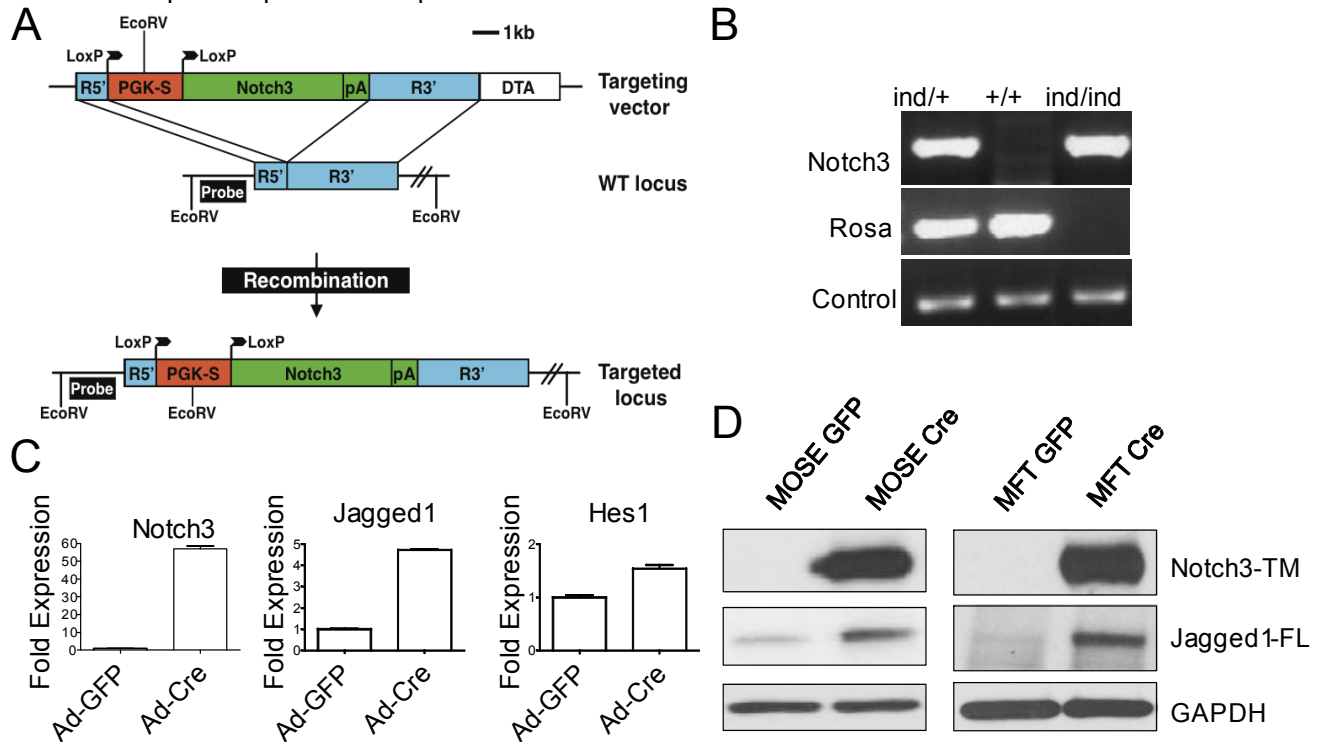 A
EcoRV
1kb
LoxP
LoxP
R5'
PGK-S
Notch3
pA
R3'
DTA
Targeting
vector
R5'
R3'
WT locus
Probe
EcoRV
EcoRV
Recombination
LoxP
LoxP
R5'
PGK-S
Notch3
pA
R3'
Targeted
locus
Probe
EcoRV
EcoRV
EcoRV
B
ind/+ +/+ ind/ind
Notch3
Rosa
Control
C
Notch3
Fold Expression
60
50
40
30
20
10
0
Ad-GFP
Ad-Cre
Jagged1
Fold Expression
5
4
3
2
1
0
Ad-GFP
Ad-Cre
Hes1
Fold Expression
2
1
0
Ad-GFP
Ad-Cre
D
MOSE GFP
MOSE Cre
MFT GFP
MFT Cre
Notch3-TM
Jagged1-FL
GAPDH